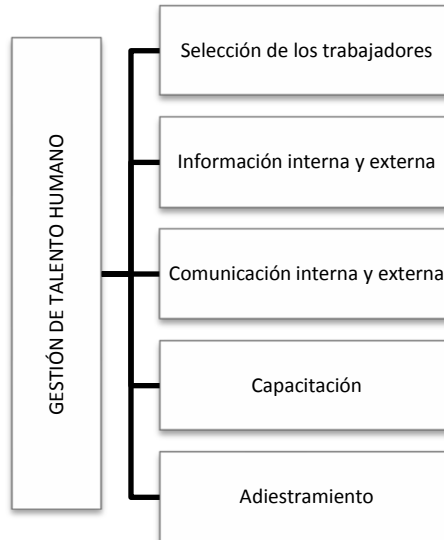 GESTIÓN DE TALENTO HUMANO
Selección de los trabajadores
Información interna y externa
Comunicación interna y externa
Capacitación
Adiestramiento